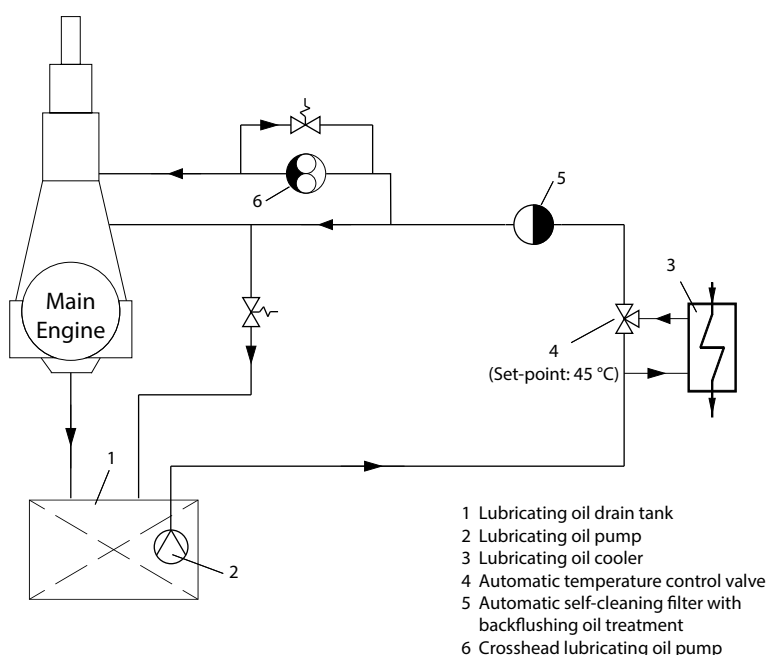 6
5
3
Main
Engine
4
(Set-point: 45 °C)
1
2
1 Lubricating oil drain tank
2 Lubricating oil pump
3 Lubricating oil cooler
4 Automatic temperature control valve
5 Automatic self-cleaning filter with
backflushing oil treatment
6 Crosshead lubricating oil pump